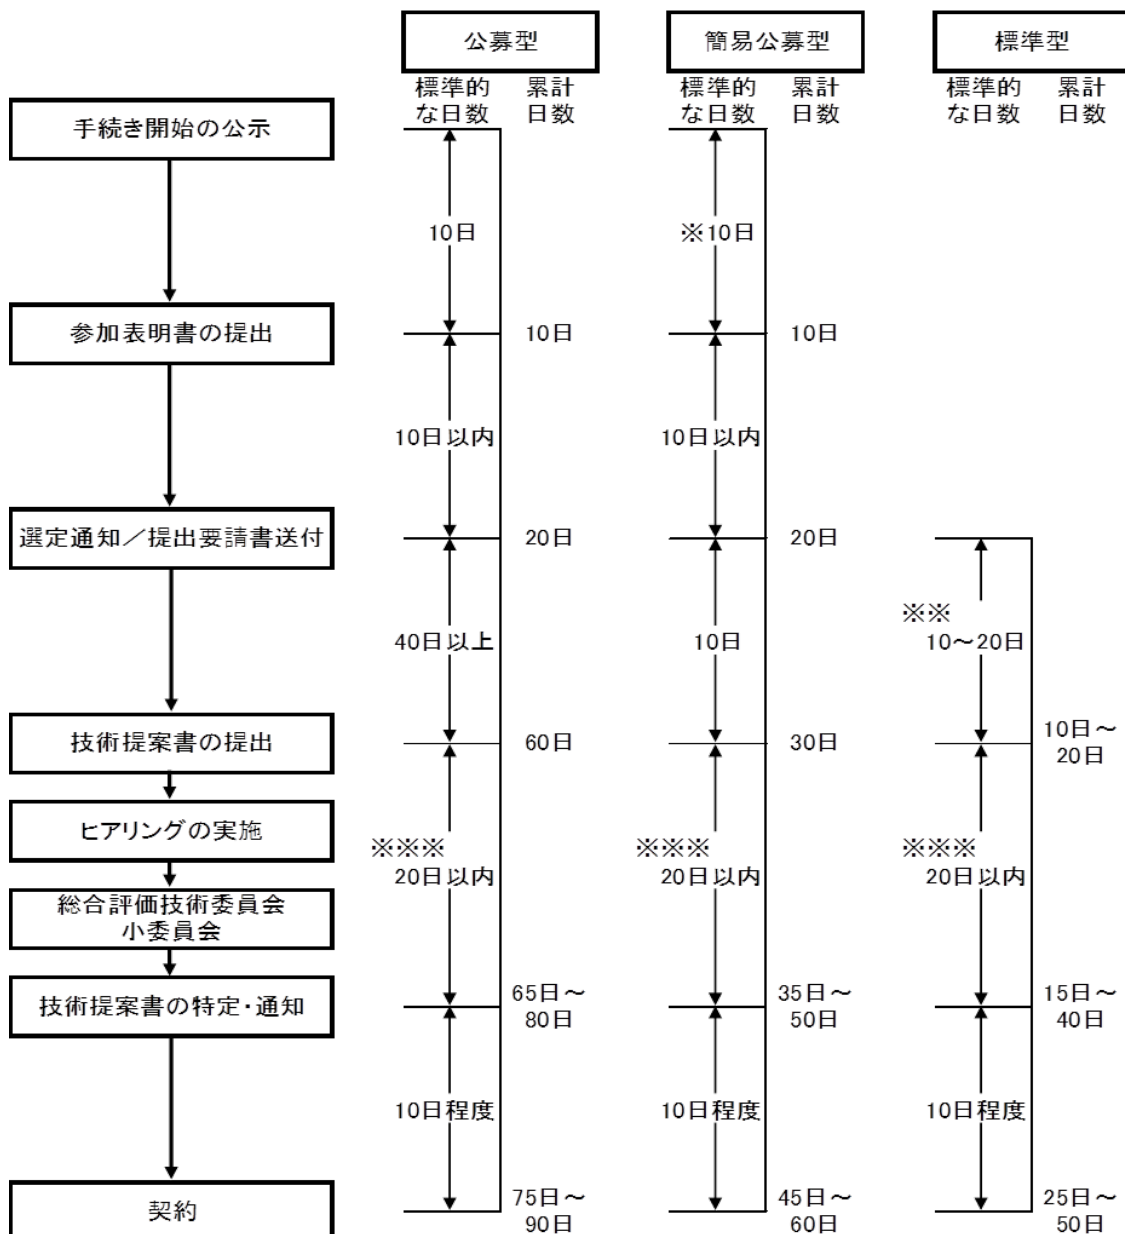 公募型
簡易公募型
標準型
標準的
な日数
累計
日数
標準的
な日数
累計
日数
標準的
な日数
累計
日数
手続き開始の公示
10日
※10日
参加表明書の提出
10日
10日
10日以内
10日以内
選定通知／提出要請書送付
20日
20日
40日以上
10日
※※
10～20日
技術提案書の提出
60日
30日
10日～
20日
ヒアリングの実施
※※※
20日以内
※※※
20日以内
※※※
20日以内
総合評価技術委員会
小委員会
技術提案書の特定・通知
65日～
80日
35日～
50日
15日～
40日
10日程度
10日程度
10日程度
契約
75日～
90日
45日～
60日
25日～
50日